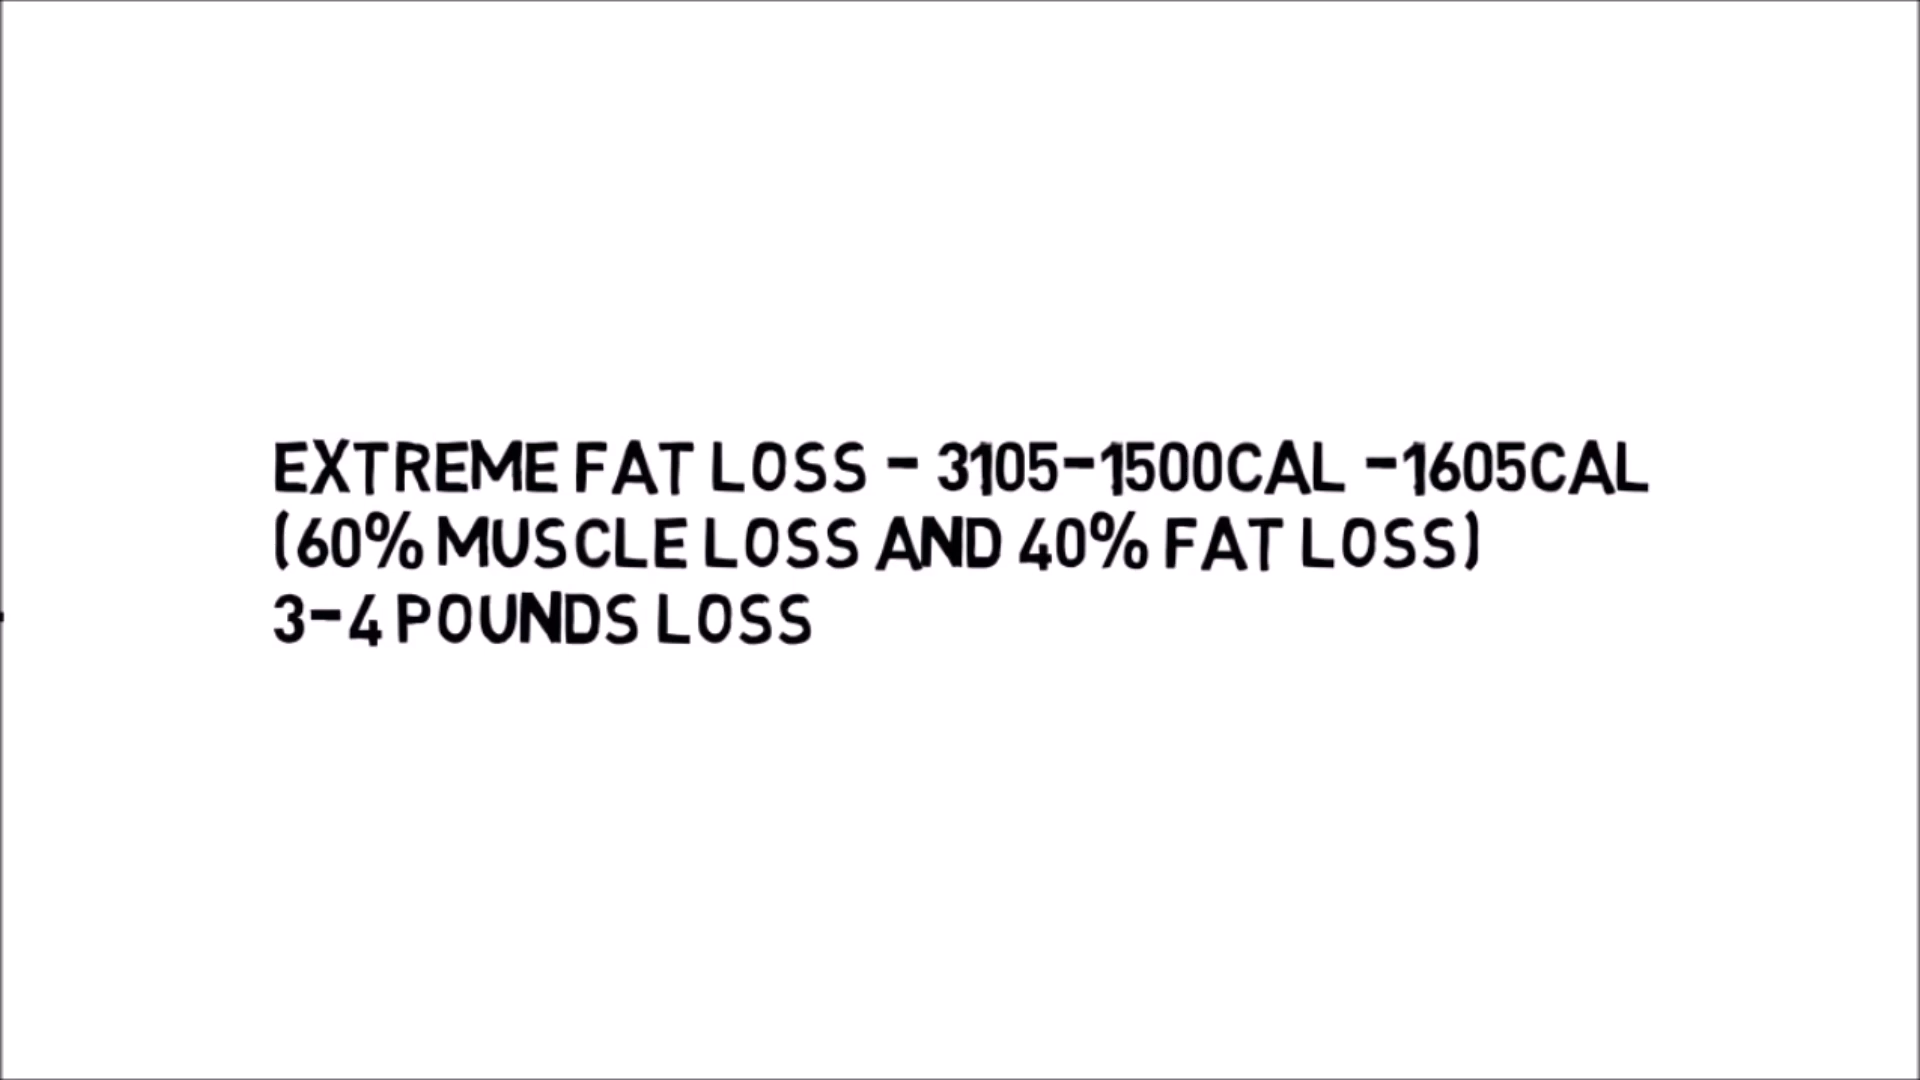 EXTREME FAT LOSS - 3105-1500CAL -1605CAL
(60% MUSCLE LOSS AND 40% FAT LOSS)
3-4 POUNDS LOSS